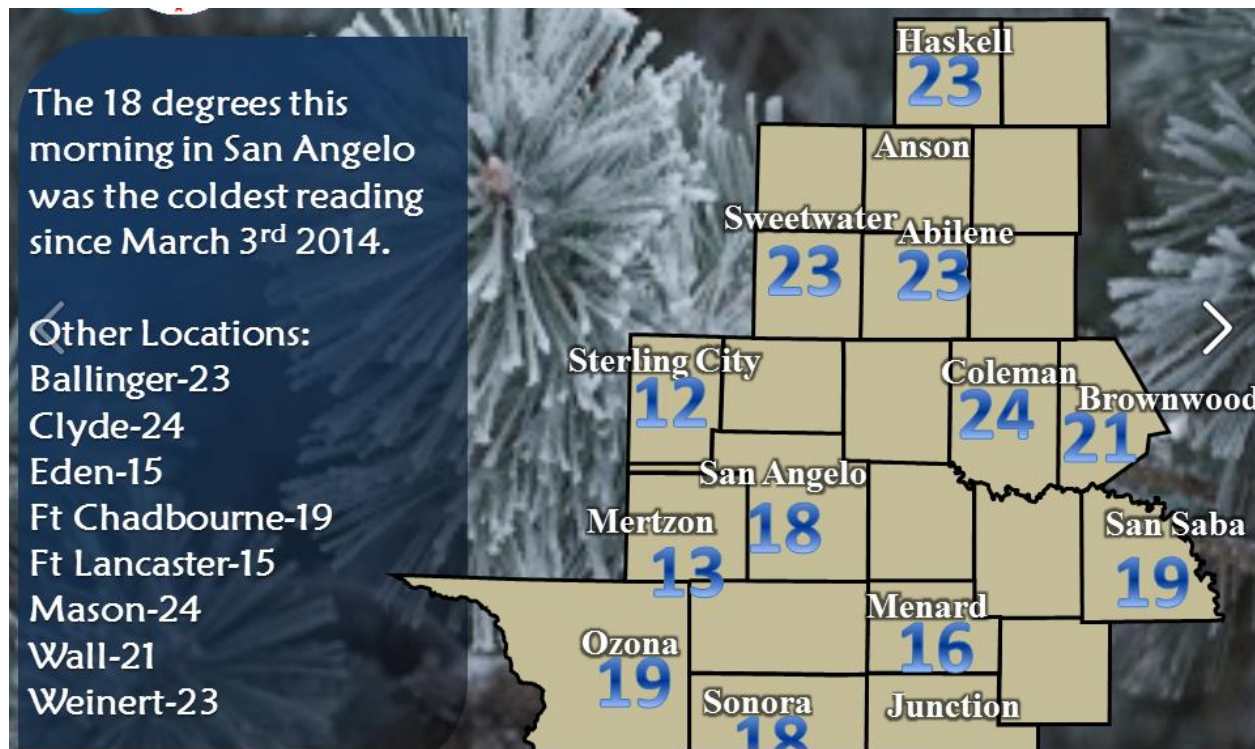 The 18 degrees this
morning in San Angelo
was the coldest reading
since March 3rd 2014.
Other Locations:
Ballinger-23
Clyde-24
Eden-15
Ft Chadbourne-19
Ft Lancaster-15
Mason-24
Wall-21
Weinert-23
Haskell
23
Anson
Sweetwater
23
Abilene
23
Sterling City
12
Coleman
24
Brownwood
21
San Angelo
18
Mertzon
13
San Saba
19
Menard
16
Ozona
19
Sonora
18
Junction